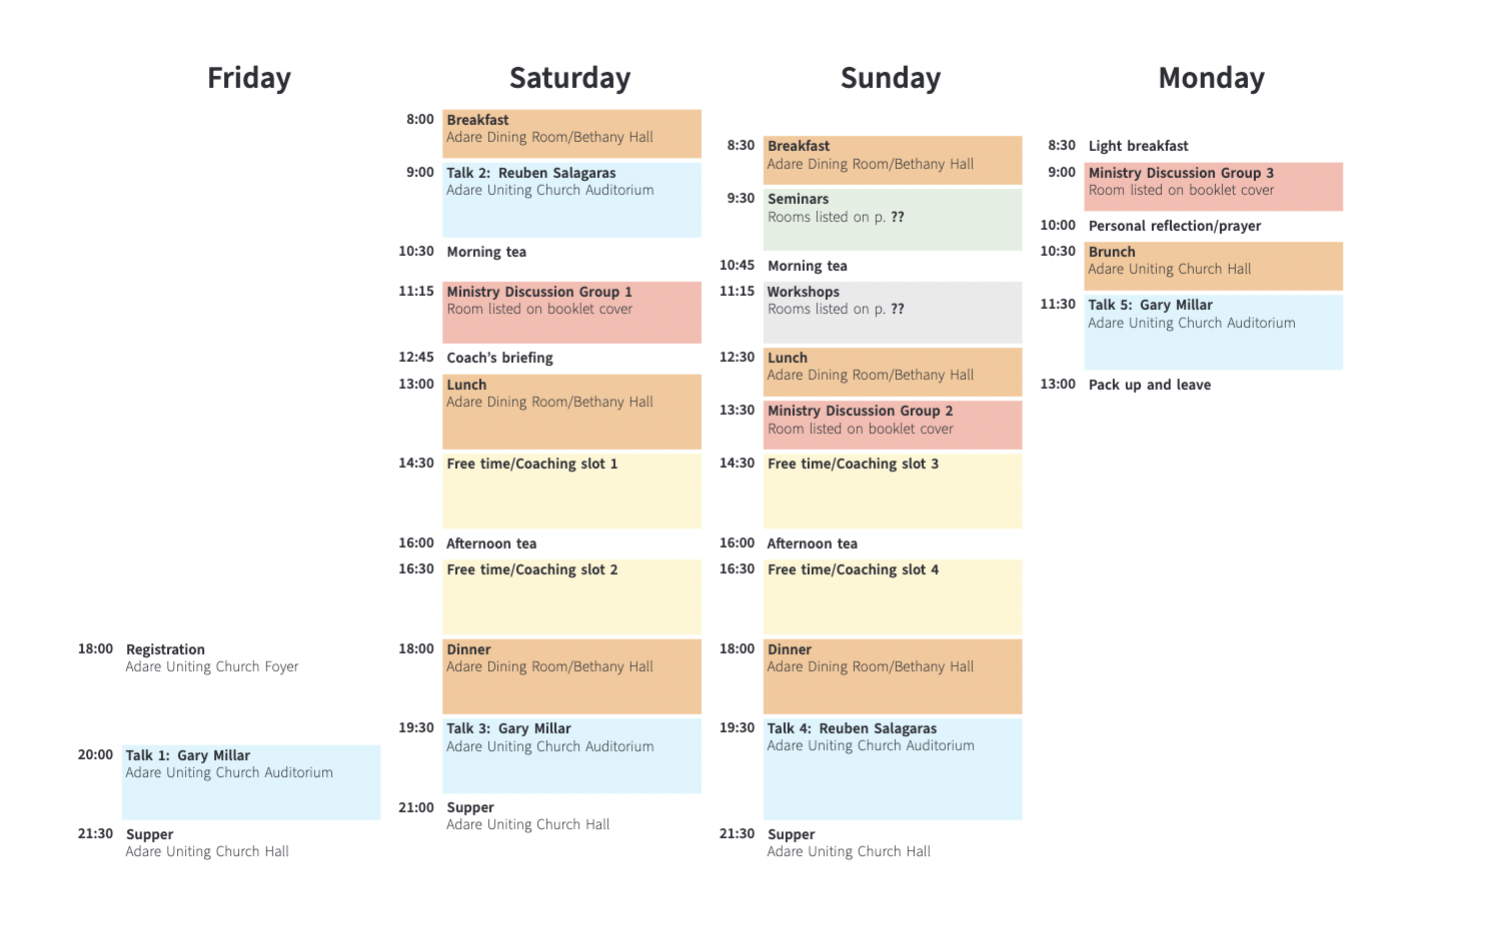 Friday
18:00 Registration
Adare Uniting Church Foyer
20:00 Talk 1: Gary Millar
Adare Uniting Church Auditorium
21:30 Supper
Adare Uniting Church Hall
Saturday
8:00 Breakfast
Adare Dining Room/Bethany Hall
9:00 Talk 2: Reuben Salagaras
Adare Uniting Church Auditorium
10:30 Morning tea
11:15 Ministry Discussion Group 1
Room listed on booklet cover
12:45 Coach’s briefing
13:00 Lunch
Adare Dining Room/Bethany Hall
14:30 Free time/Coaching slot 1
16:00 Afternoon tea
16:30 Free time/Coaching slot 2
18:00 Dinner
Adare Dining Room/Bethany Hall
19:30 Talk 3: Gary Millar
Adare Uniting Church Auditorium
21:00 Supper
Adare Uniting Church Hall
Sunday
8:30 Breakfast
Adare Dining Room/Bethany Hall
9:30 Seminars
Rooms listed on p. ??
10:45 Morning tea
11:15 Workshops
Rooms listed on p. ??
12:30 Lunch
Adare Dining Room/Bethany Hall
13:30 Ministry Discussion Group 2
Room listed on booklet cover
14:30 Free time/Coaching slot 3
16:00 Afternoon tea
16:30 Free time/Coaching slot 4
18:00 Dinner
Adare Dining Room/Bethany Hall
19:30 Talk 4: Reuben Salagaras
Adare Uniting Church Auditorium
21:30 Supper
Adare Uniting Church Hall
Monday
8:30 Light breakfast
9:00 Ministry Discussion Group 3
Room listed on booklet cover
10:00 Personal reflection/prayer
10:30 Brunch
Adare Uniting Church Hall
11:30 Talk 5: Gary Millar
Adare Uniting Church Auditorium
13:00 Pack up and leave